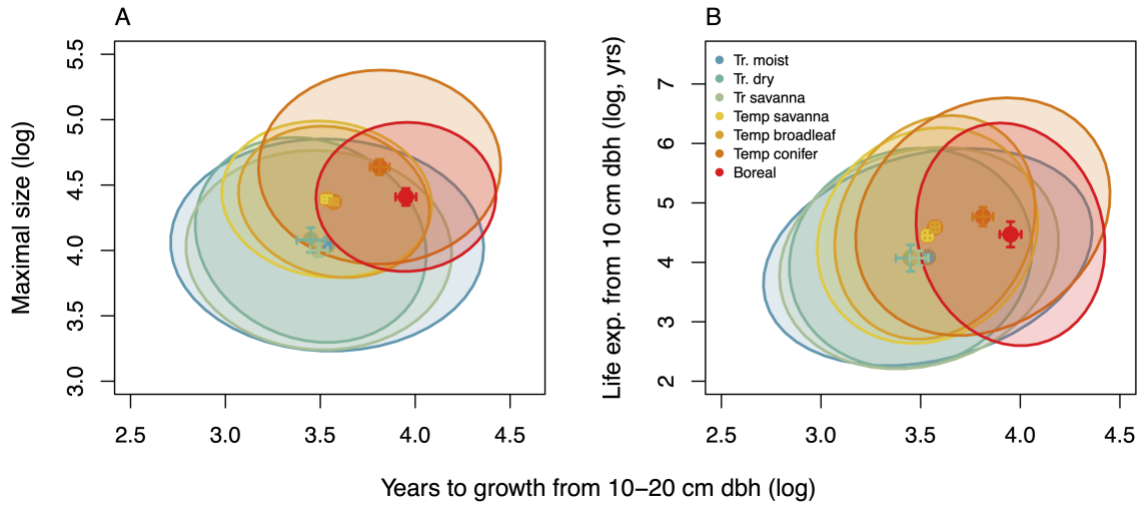 A
B
5.5
5.0
4.5
4.0
3.5
3.0
Maximal size (log)
2.5 3.0 3.5 4.0 4.5
7
6
5
4
3
2
Life exp. from 10 cm dbh (log, yrs)
Tr. moist
Tr. dry
Tr savanna
Temp savanna
Temp broadleaf
Temp conifer
Boreal
2.5 3.0 3.5 4.0 4.5
Years to growth from 10–20 cm dbh (log)